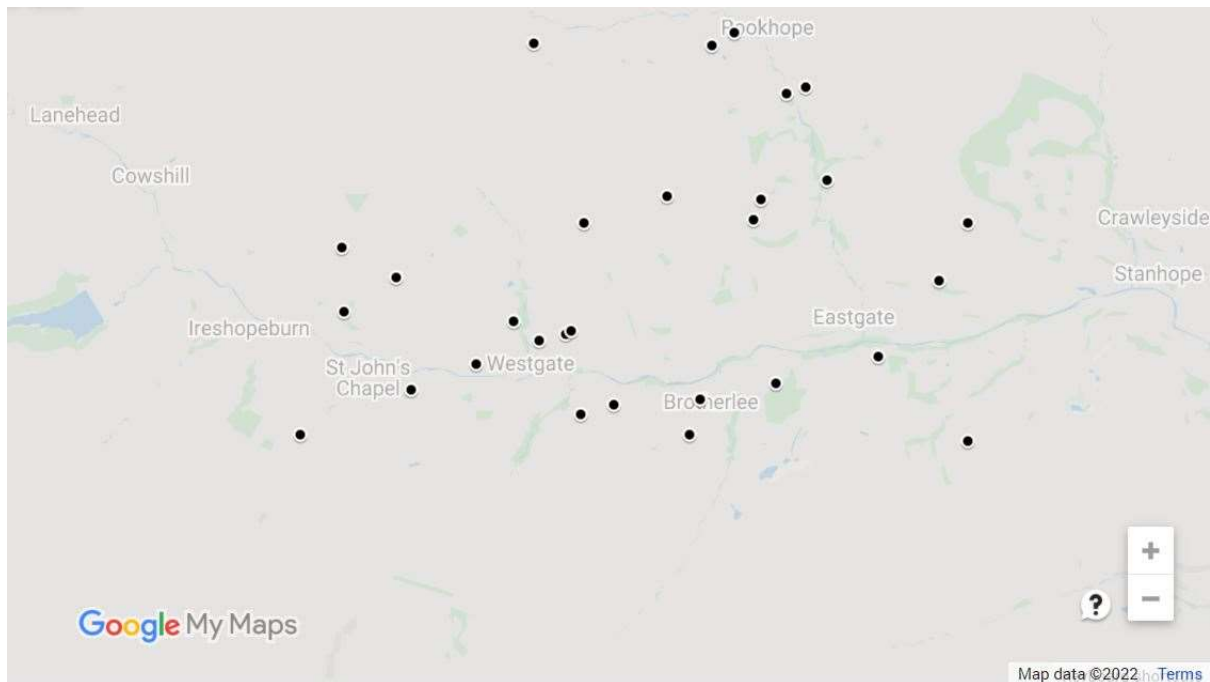 Rookhope
Lanehead
Cowshill
Crawleyside
Stanhope
Eastgate
Ireshopeburn
St John's
Chapel
Westgate
Brotherlee
+
?
−
Google My Maps
Map data ©2022 Terms